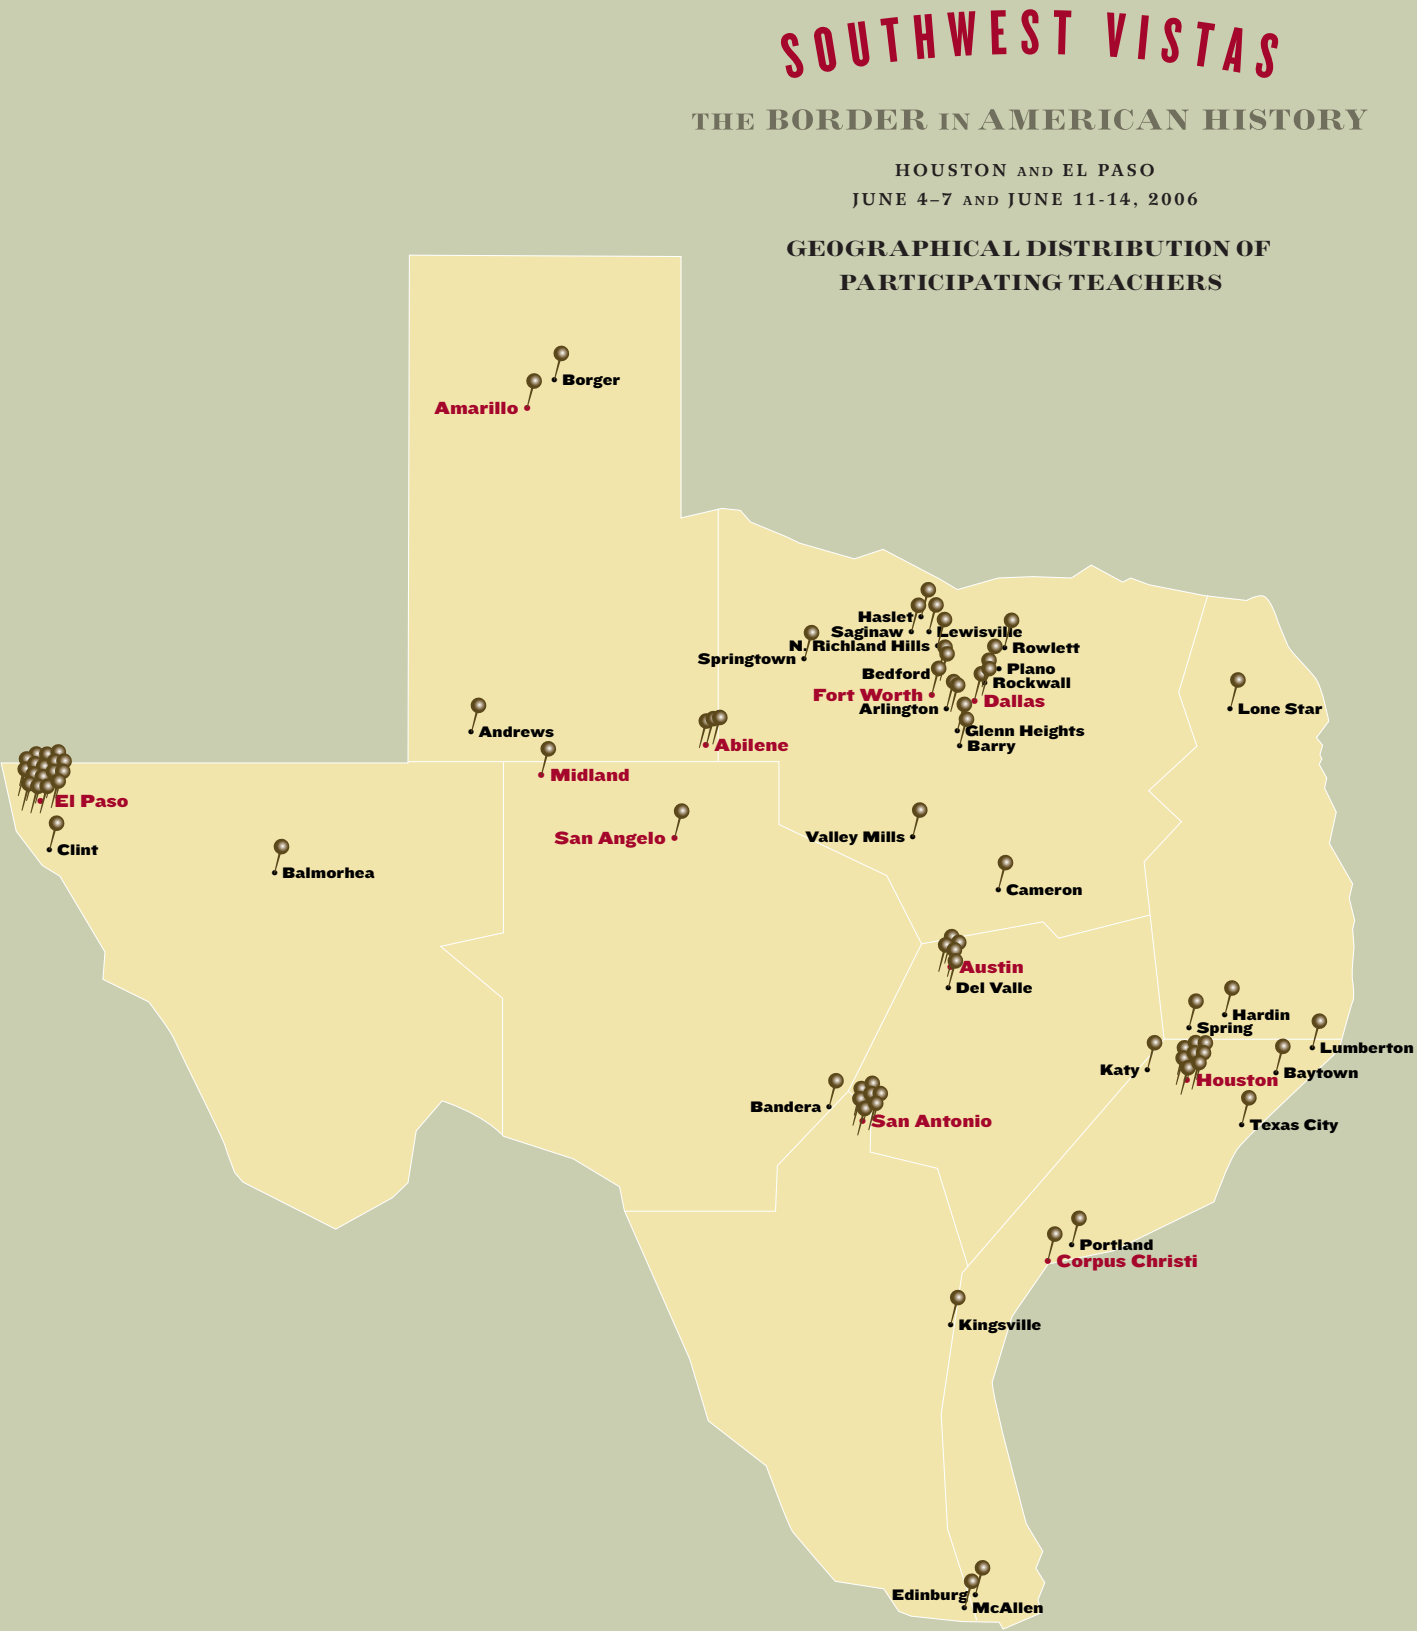 SOUTHWEST VISTAS
THE BORDER IN AMERICAN HISTORY
HOUSTON AND EL PASO
JUNE 4–7 AND JUNE 11-14, 2006
GEOGRAPHICAL DISTRIBUTION OF
PARTICIPATING TEACHERS
Borger
Amarillo
Haslet
Saginaw
Lewisville
N. Richland Hills
Rowlett
Springtown
Plano
Bedford
Rockwall
Fort Worth
Dallas
Arlington
Lone Star
Glenn Heights
Andrews
Abilene
Barry
Midland
El Paso
San Angelo
Valley Mills
Clint
Balmorhea
Cameron
Austin
Del Valle
Hardin
Spring
Lumberton
Katy
Baytown
Houston
Bandera
San Antonio
Texas City
Portland
Corpus Christi
Kingsville
Edinburg
McAllen